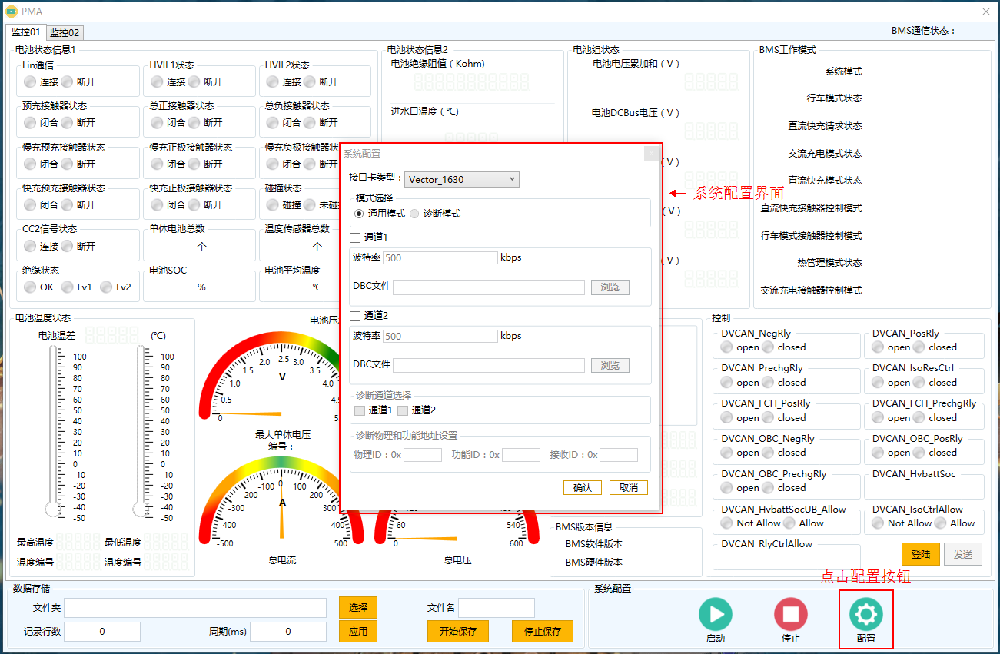 PMA
监控01 监控02
BMS通信状态：
电池状态信息1
Lin通信
连接 断开
HVIL1状态
连接 断开
HVIL2状态
连接 断开
预充接触器状态
闭合 断开
总正接触器状态
闭合 断开
总负接触器状态
闭合 断开
慢充预充接触器状态
闭合 断开
慢充正极接触器状态
闭合 断开
慢充负极接触器状
闭合 断开
快充预充接触器状态
闭合 断开
快充正极接触器状态
闭合 断开
碰撞状态
碰撞 未碰
CC2信号状态
连接 断开
单体电池总数
个
温度传感器总数
个
绝缘状态
OK Lv1 Lv2
电池SOC
%
电池平均温度
℃
电池状态信息2
电池绝缘阻值（Kohm）
进水口温度（℃）
电池组状态
电池电压累加和（V）
电池DCBus电压（V）
（V）
（V）
（V）
BMS工作模式
系统模式
行车模式状态
直流快充请求状态
交流充电模式状态
直流快充模式状态
直流快充接触器控制模式
行车模式接触器控制模式
热管理模式状态
交流充电接触器控制模式
系统配置
接口卡类型： Vector_1630
模式选择
通用模式 诊断模式
通道1
波特率 500 kbps
DBC文件 浏览
通道2
波特率 500 kbps
DBC文件 浏览
诊断通道选择
通道1 通道2
诊断物理和功能地址设置
物理ID：0x 功能ID：0x 接收ID：0x
确认 取消
系统配置界面
电池温度状态
电池温差 (℃)
100 100
90 90
80 80
70 70
60 60
50 50
40 40
30 30
20 20
10 10
0 0
-10 -10
-20 -20
-30 -30
-40 -40
-50 -50
最高温度 最低温度
温度编号 温度编号
电池压差
0 0.5 1.0 1.5 2.0 2.5 3.0 3.5 4.0 4.5 5
V
最大单体电压
编号：
-500 -400 -300 -200 -100 0 100 200 300 400 500
A
总电流
0 60 120 480 540 600
总电压
BMS版本信息
BMS软件版本
BMS硬件版本
控制
DVCAN_NegRly
open closed
DVCAN_PosRly
open closed
DVCAN_PrechgRly
open closed
DVCAN_IsoResCtrl
open closed
DVCAN_FCH_PosRly
open closed
DVCAN_FCH_PrechgRly
open closed
DVCAN_OBC_NegRly
open closed
DVCAN_OBC_PosRly
open closed
DVCAN_OBC_PrechgRly
open closed
DVCAN_HvbattSoc
DVCAN_HvbattSocUB_Allow
Not Allow Allow
DVCAN_IsoCtrlAllow
Not Allow Allow
DVCAN_RlyCtrlAllow
登陆 发送
点击配置按钮
数据存储
文件夹 选择 文件名
记录行数 0 周期(ms) 0 应用 开始保存 停止保存
系统配置
启动 停止 配置